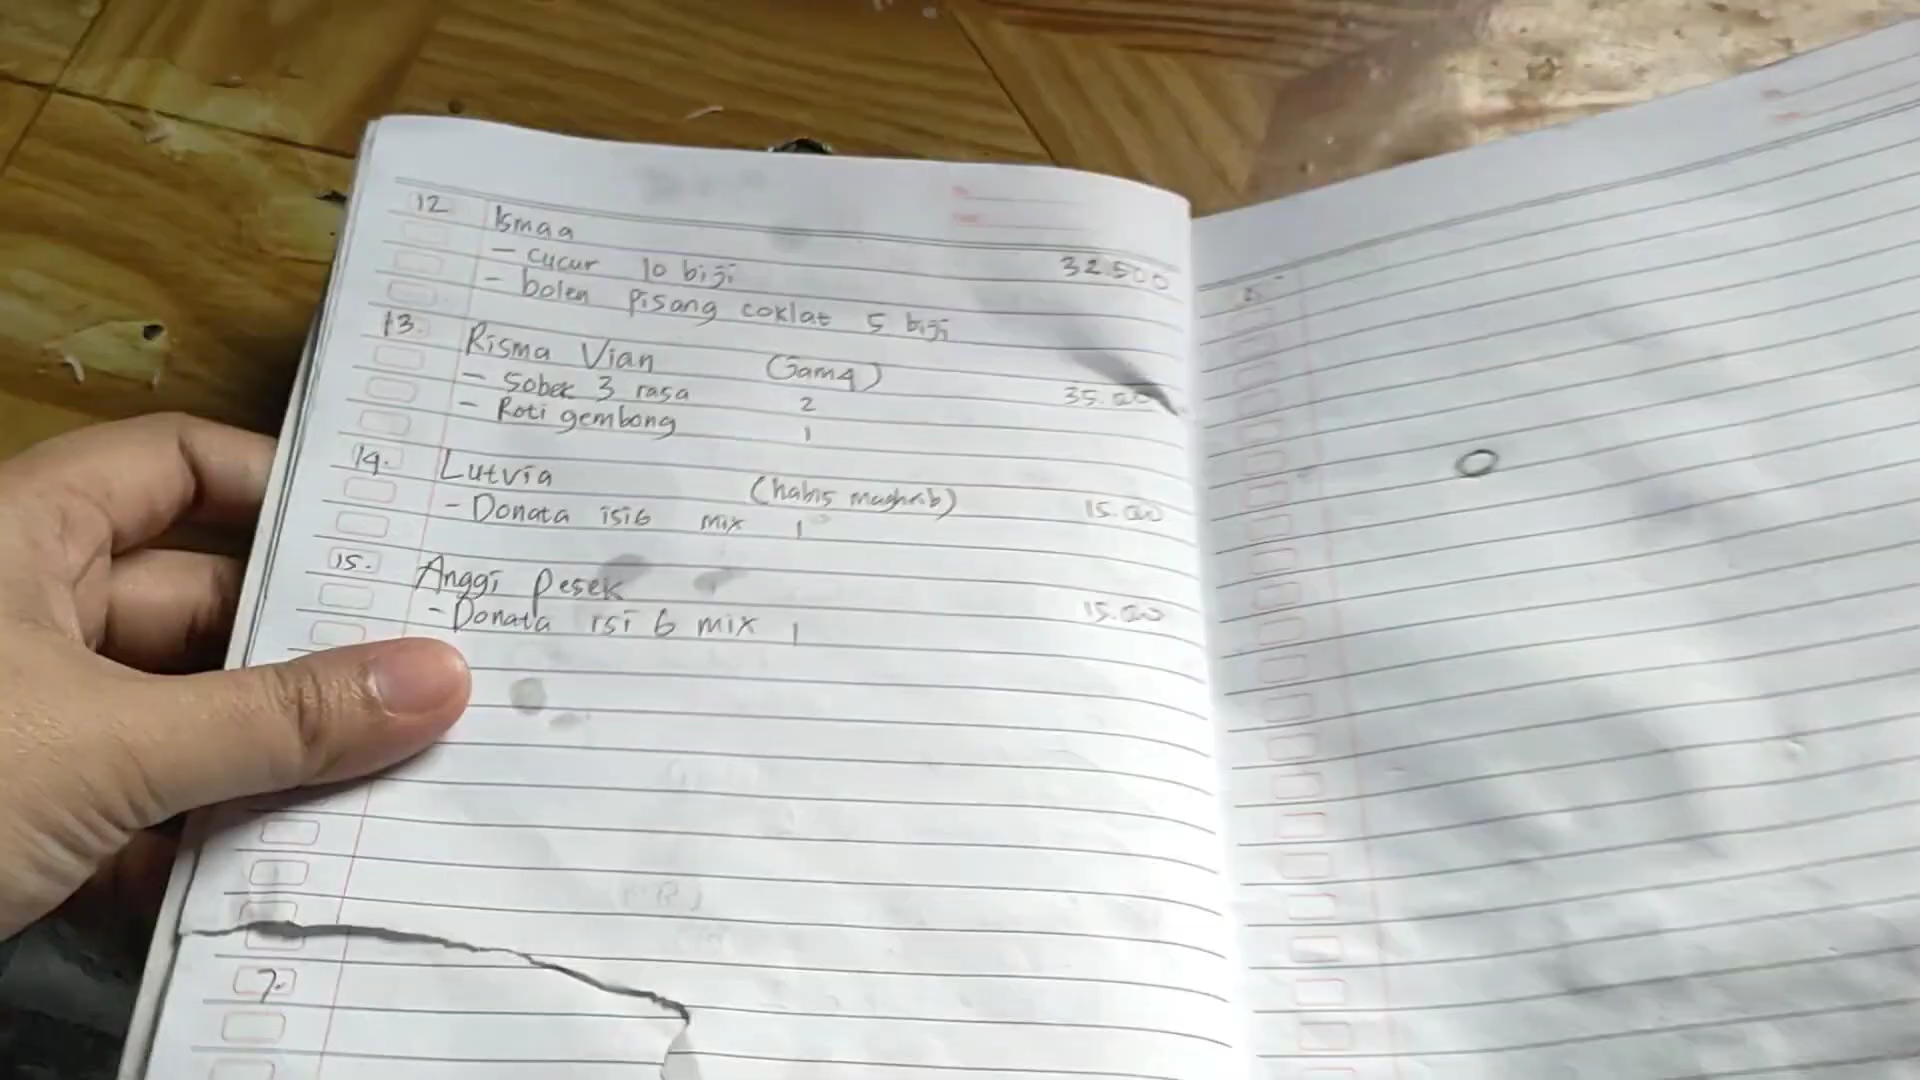 12 Ismaa
- cucur 10 biji 32.500
- bolen pisang coklat 5 biji
13. Risma Vian (Jam4)
- Sobek 3 rasa 2 35.000
- Roti gembong 1
14. Lutvia (habis maghrib) 15.000
- Donata isi 6 mix 1
15. Anggi Pesek 15.000
- Donata isi 6 mix 1
7.